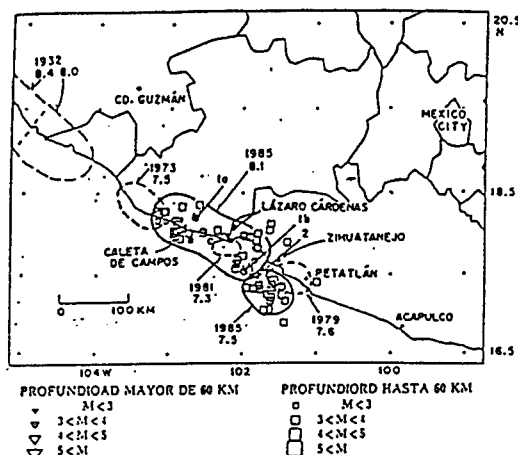 20.5
N
1932
8.4 8.0
CD. GUZMÁN
MEXICO
CITY
1973
7.5
1a
1985
8.1
18.5
LÁZARO CÁRDENAS
1b
2
ZIHUATANEJO
CALETA
DE CAMPOS
PETATLÁN
1981
7.3
0 100 KM
1985
7.5
1979
7.6
ACAPULCO
16.5
104W 102 100
PROFUNDIOAD MAYOR DE 60 KM
M<3
3<M<4
4<M<5
5<M
PROFUNDIORD HASTA 60 KM
M<3
3<M<4
4<M<5
5<M